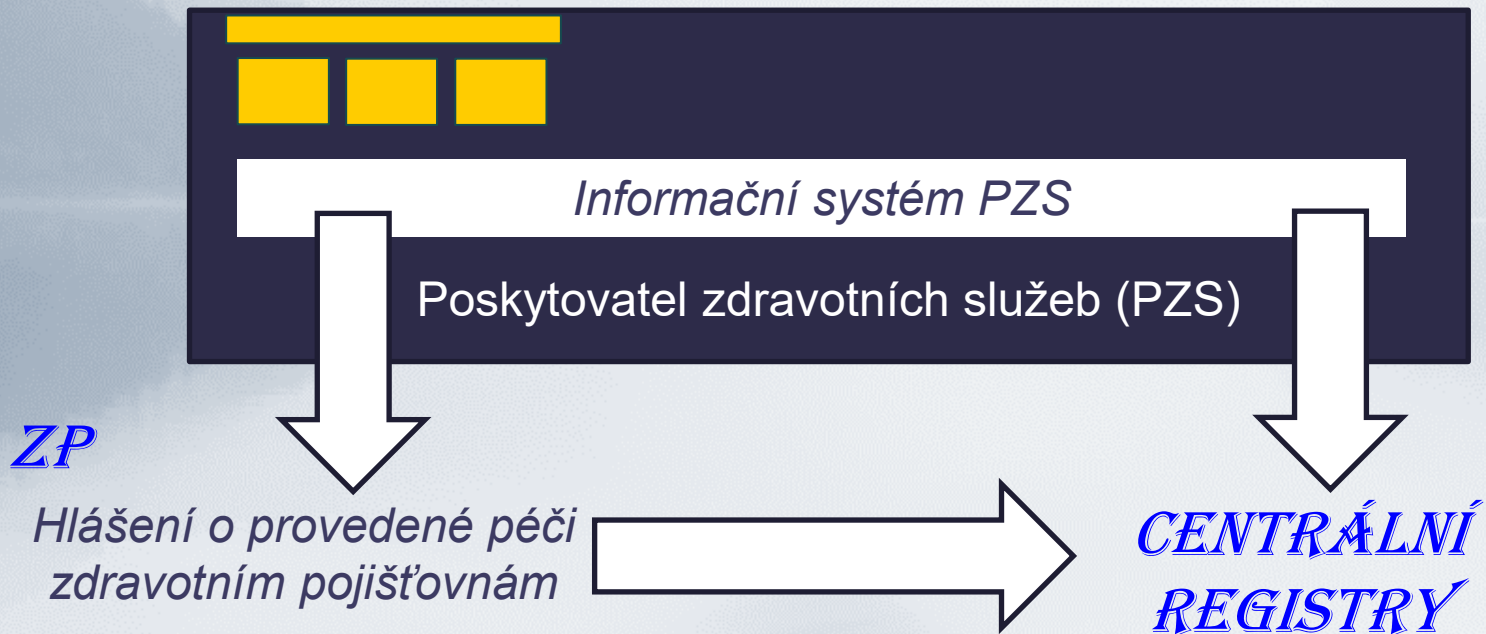 Informační systém PZS
Poskytovatel zdravotních služeb (PZS)
ZP
Hlášení o provedené péči
zdravotním pojišťovnám
CENTRÁLNÍ
REGISTRY